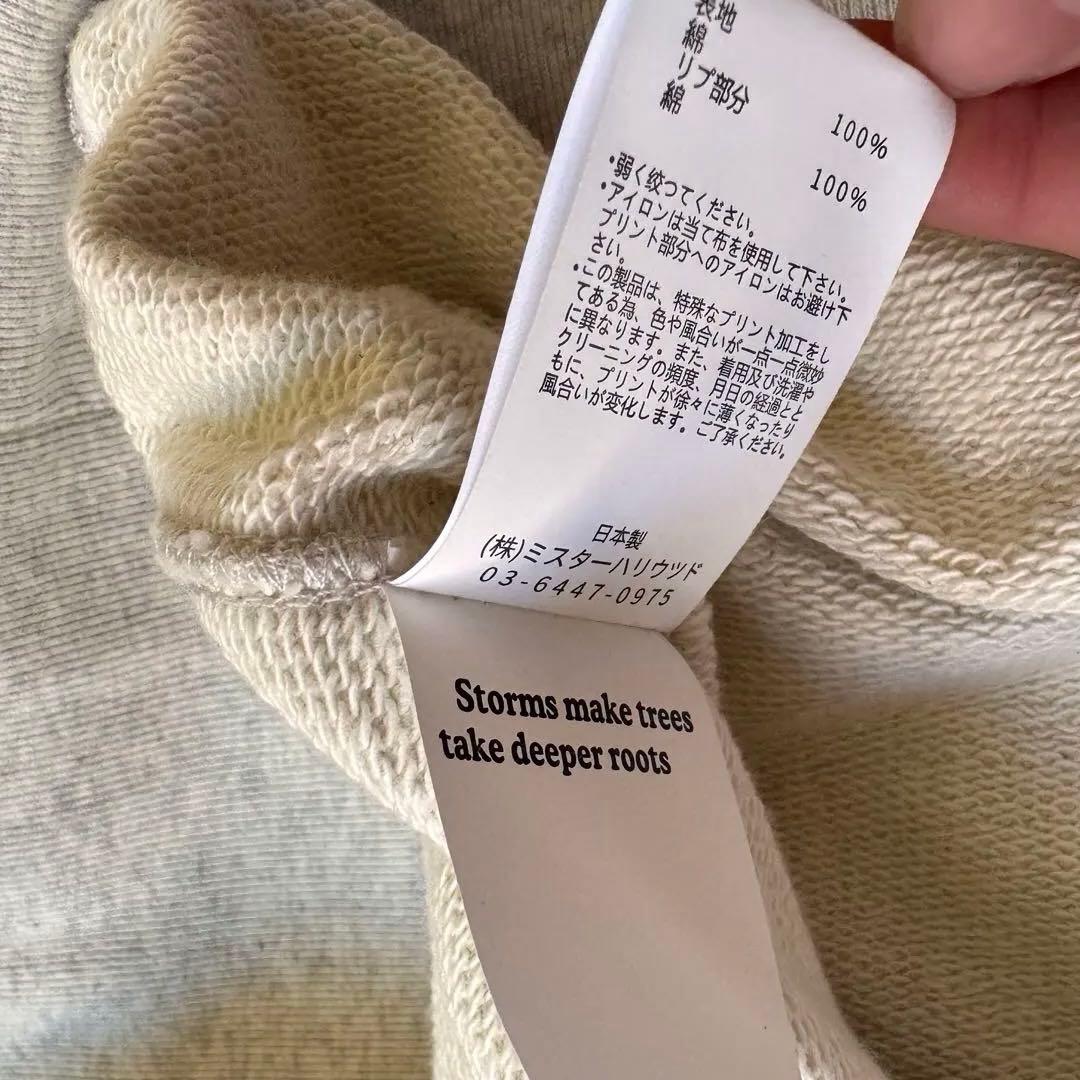 表地
綿 100%
リブ部分
綿 100%
・弱く絞ってください。
・アイロンは当て布を使用して下さい。
プリント部分へのアイロンはお避け下
さい。
・この製品は、特殊なプリント加工をし
てある為、色や風合いが一点一点微妙
に異なります。また、着用及び洗濯や
クリーニングの頻度、月日の経過とと
もに、プリントが徐々に薄くなったり
風合いが変化します。ご了承ください。
日本製
(株)ミスターハリウッド
03-6447-0975
Storms make trees
take deeper roots